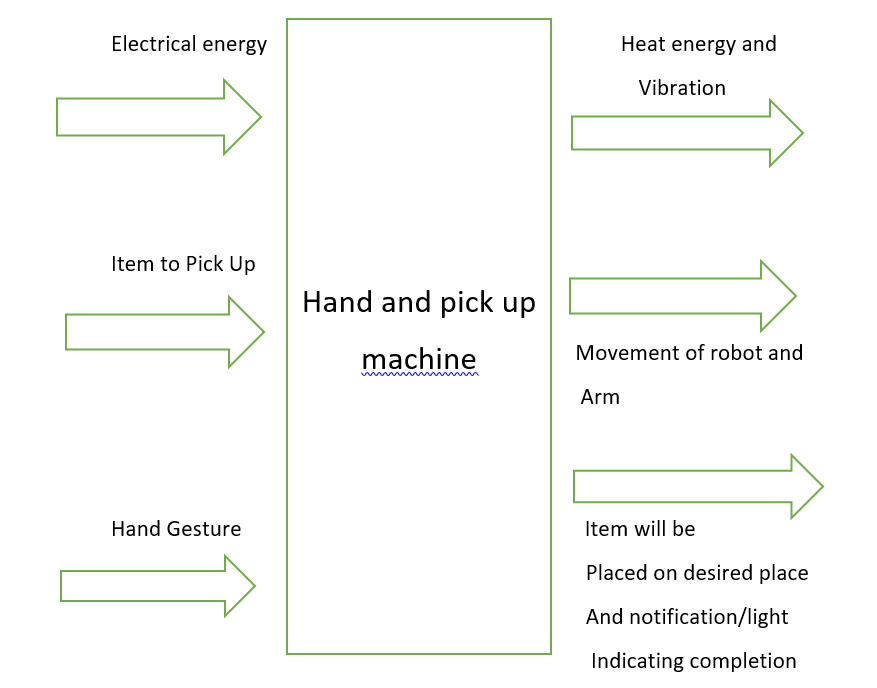 Electrical energy
Item to Pick Up
Hand Gesture
Hand and pick up
machine
Heat energy and
Vibration
Movement of robot and
Arm
Item will be
Placed on desired place
And notification/light
Indicating completion